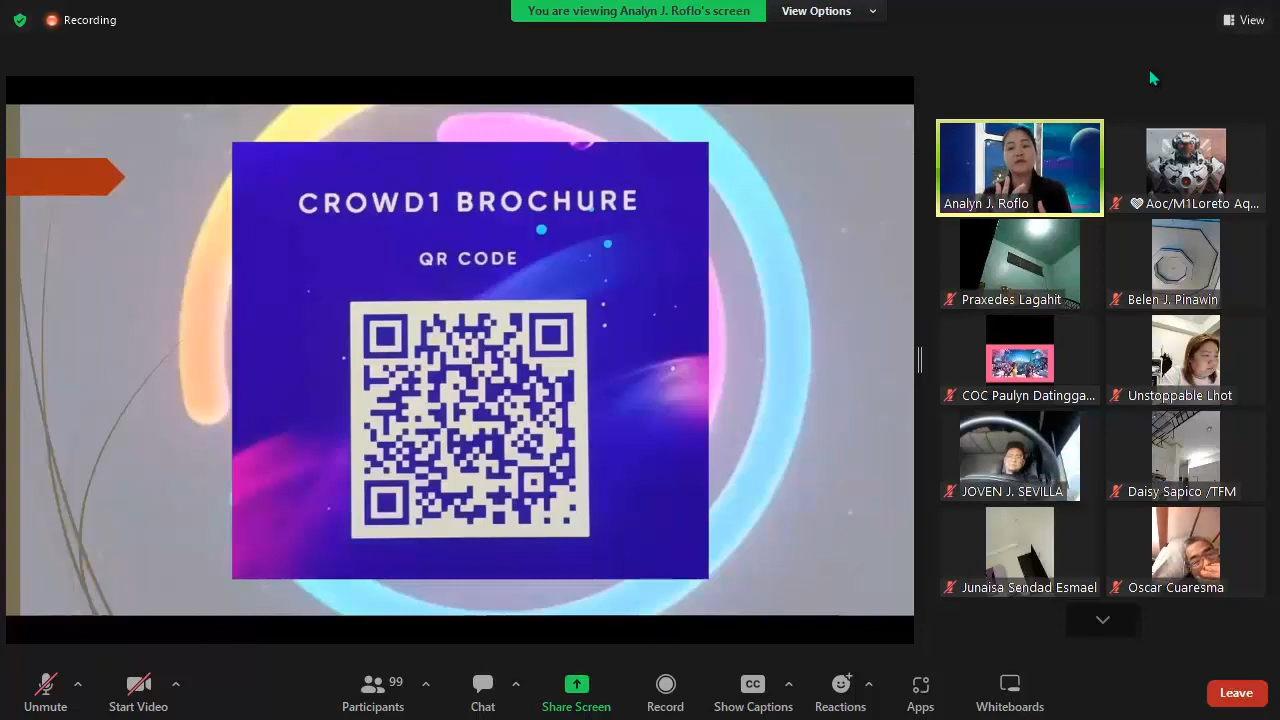 Recording
You are viewing Analyn J. Roflo's screen
View Options
View
CROWD1 BROCHURE
QR CODE
Analyn J. Roflo
Aoc/M1Loreto Aq...
Praxedes Lagahit
Belen J. Pinawin
COC Paulyn Datingga...
Unstoppable Lhot
JOVEN J. SEVILLA
Daisy Sapico /TFM
Junaisa Sendad Esmael
Oscar Cuaresma
Unmute
Start Video
99
Participants
Chat
Share Screen
Record
CC
Show Captions
Reactions
Apps
Whiteboards
Leave